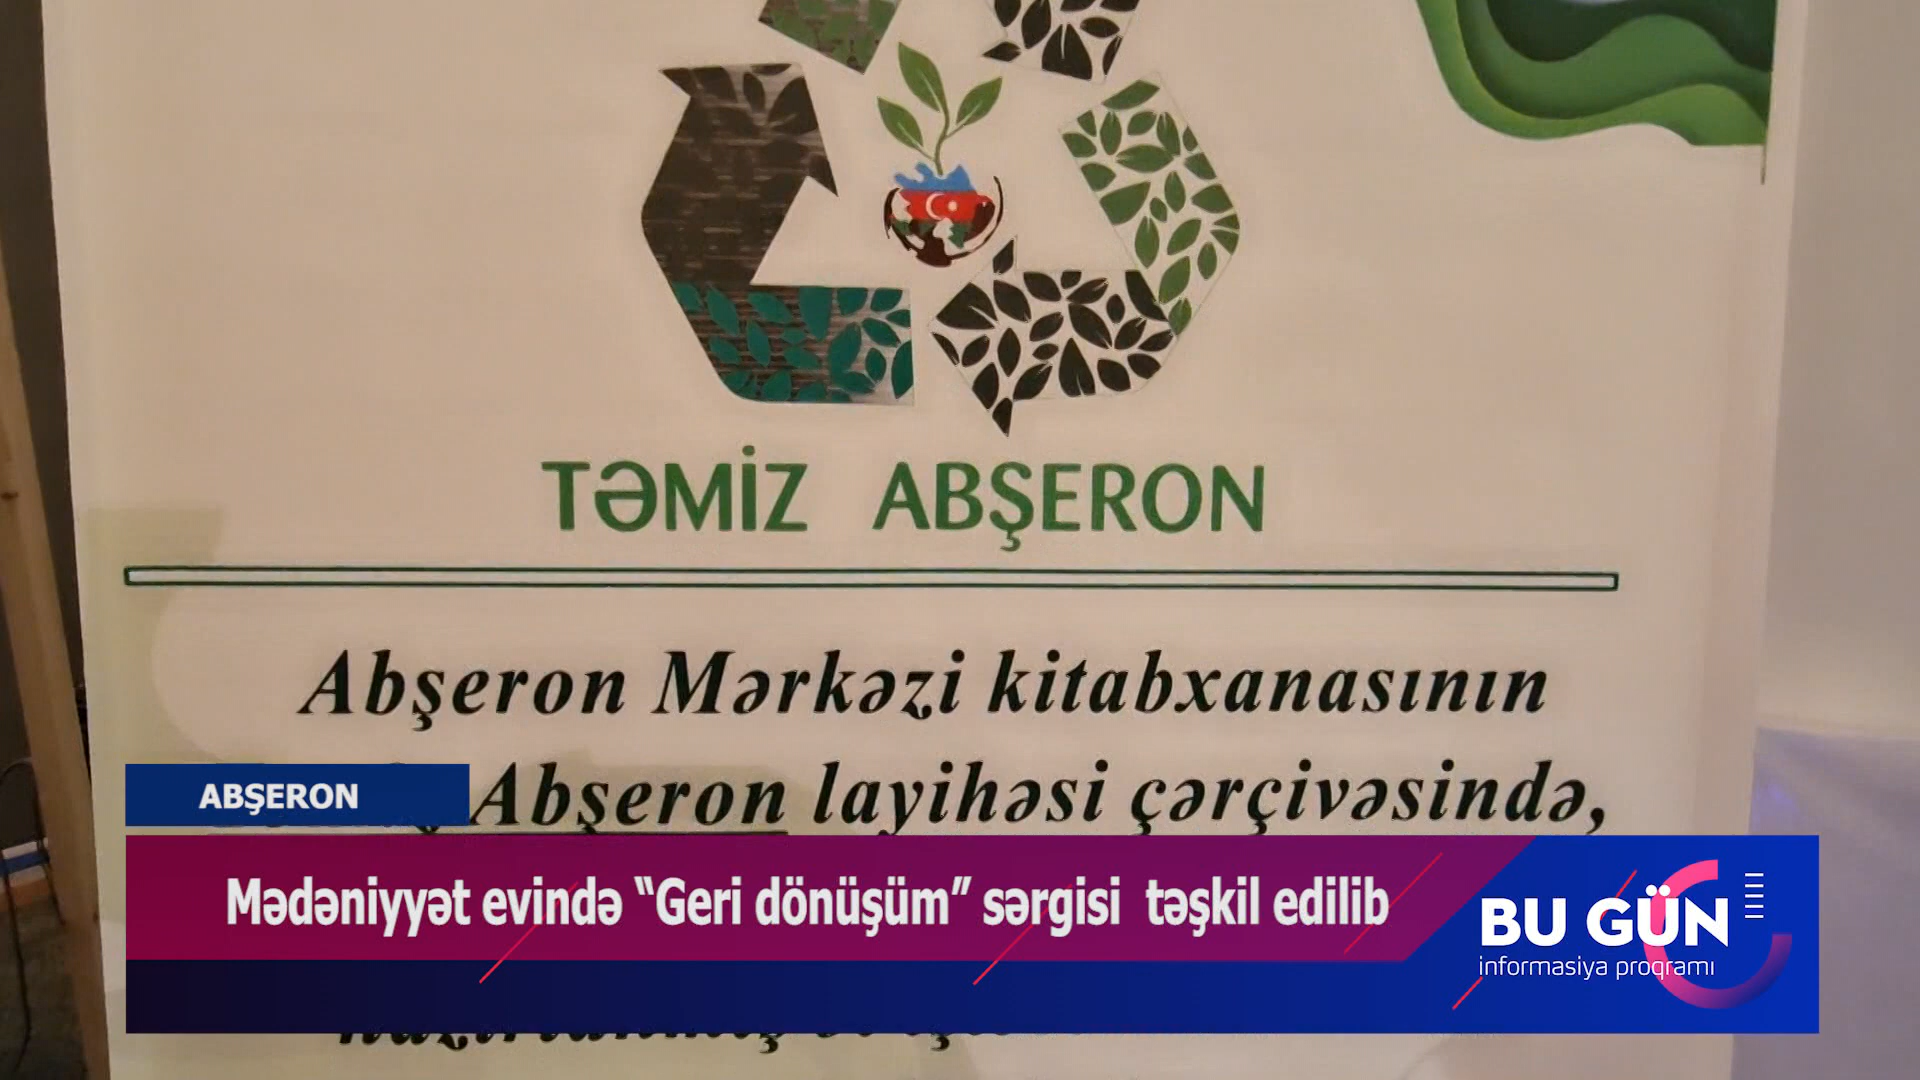 TƏMİZ ABŞERON
Abşeron Mərkəzi kitabxanasının
Abşeron layihəsi çərçivəsində,
ABŞERON
Mədəniyyət evində “Geri dönüşüm” sərgisi təşkil edilib
BU GÜN
informasiya proqramı